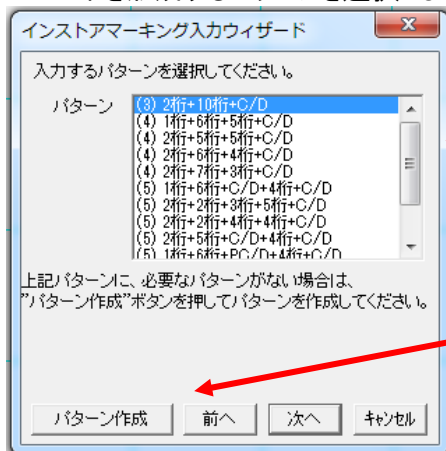 インストアマーキング入力ウィザード
入力するパターンを選択してください。
パターン
(3) 2桁+10桁+C/D
(4) 1桁+6桁+5桁+C/D
(4) 2桁+5桁+5桁+C/D
(4) 2桁+6桁+4桁+C/D
(4) 2桁+7桁+3桁+C/D
(5) 1桁+6桁+C/D+4桁+C/D
(5) 2桁+2桁+3桁+5桁+C/D
(5) 2桁+2桁+4桁+4桁+C/D
(5) 2桁+5桁+C/D+4桁+C/D
(5) 1桁+6桁+PC/D+4桁+C/D
上記パターンに、必要なパターンがない場合は、
"パターン作成"ボタンを押してパターンを作成してください。
パターン作成
前へ
次へ
キャンセル